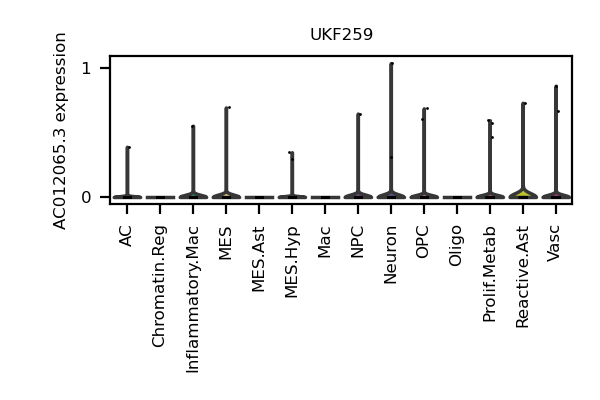 UKF259
AC012065.3 expression
1
0
AC
Chromatin.Reg
Inflammatory.Mac
MES
MES.Ast
MES.Hyp
Mac
NPC
Neuron
OPC
Oligo
Prolif.Metab
Reactive.Ast
Vasc